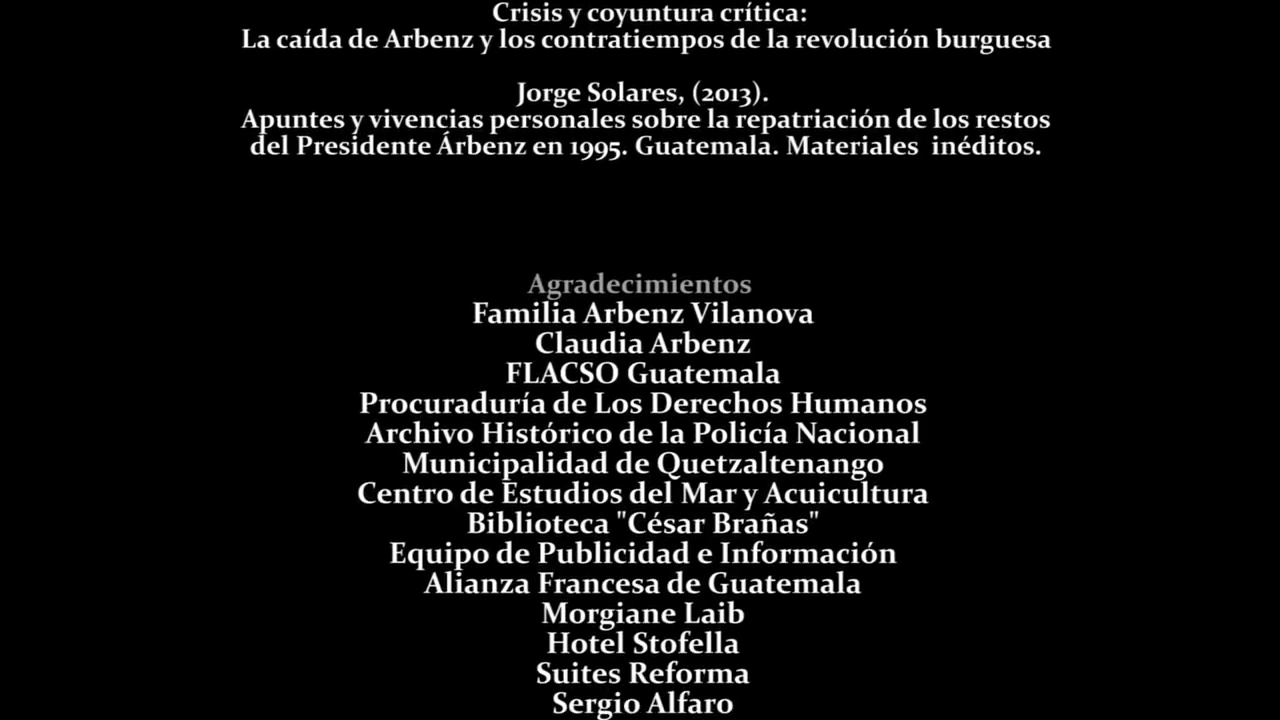 Crisis y coyuntura crítica:
La caída de Arbenz y los contratiempos de la revolución burguesa
Jorge Solares, (2013).
Apuntes y vivencias personales sobre la repatriación de los restos
del Presidente Árbenz en 1995. Guatemala. Materiales inéditos.
Agradecimientos
Familia Arbenz Vilanova
Claudia Arbenz
FLACSO Guatemala
Procuraduría de Los Derechos Humanos
Archivo Histórico de la Policía Nacional
Municipalidad de Quetzaltenango
Centro de Estudios del Mar y Acuicultura
Biblioteca "César Brañas"
Equipo de Publicidad e Información
Alianza Francesa de Guatemala
Morgiane Laib
Hotel Stofella
Suites Reforma
Sergio Alfaro